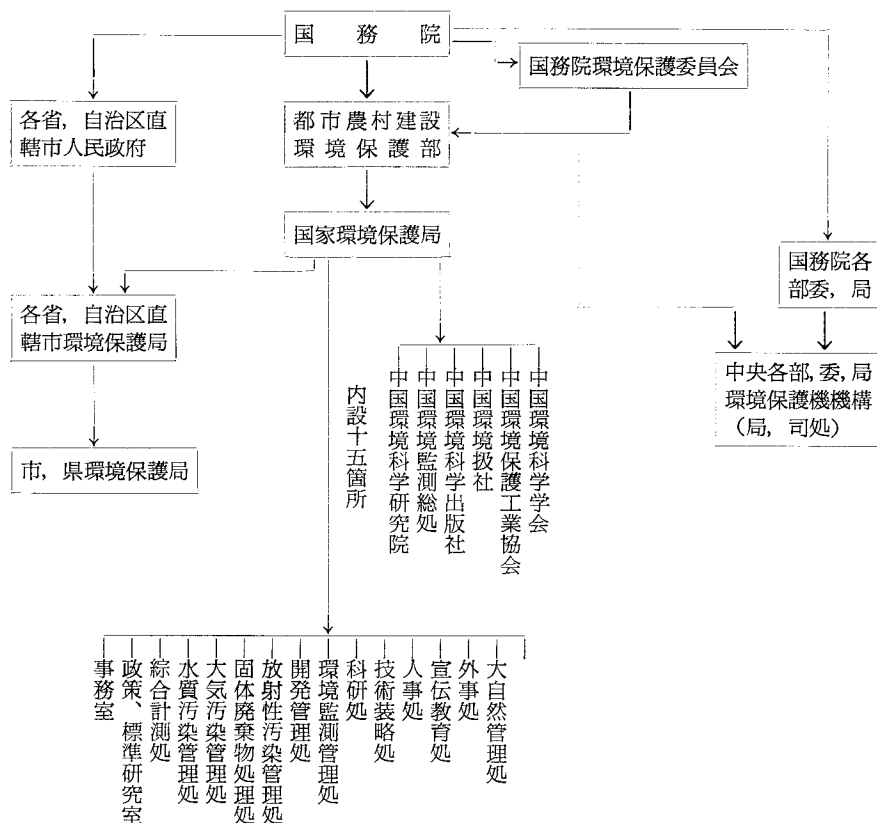 国務院
国務院環境保護委員会
各省，自治区直
轄市人民政府
都市農村建設
環境保護部
国家環境保護局
国務院各
部委，局
各省，自治区直
轄市環境保護局
中央各部，委，局
環境保護機機構
（局，司処）
市，県環境保護局
内設十五箇所
中国環境科学研究院
中国環境監測総処
中国環境科学出版社
中国環境扱社
中国環境保護工業協会
中国環境科学学会
事務室
政策、標準研究室
綜合計測処
水質汚染管理処
大気汚染管理処
固体廃棄物処理処
放射性汚染管理処
開発管理処
環境監測管理処
科研処
技術装略処
人事処
宣伝教育処
外事処
大自然管理処